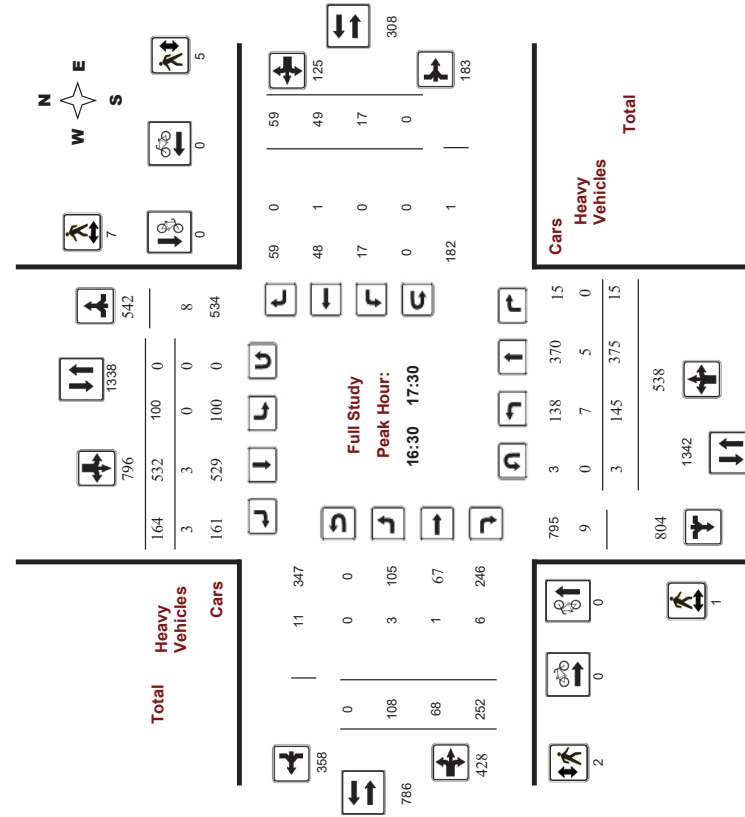 N
W E
S
308
5
125
0
7
0
183
542
1338
796
59
49
17
0
164 532 100 0
3 3 0 0 8
161 529 100 0 534
0
1
0
0
1
59
48
17
0
182
Total
Heavy
Vehicles
Cars
Full Study
Peak Hour:
16:30 17:30
Cars
Heavy
Vehicles
Total
11 347
0 0 0
108 3 105
68 1 67
252 6 246
358
786
428
795 3 138 370 15
9 0 7 5 0
3 145 375 15
804
1342
538
2
0
0
1